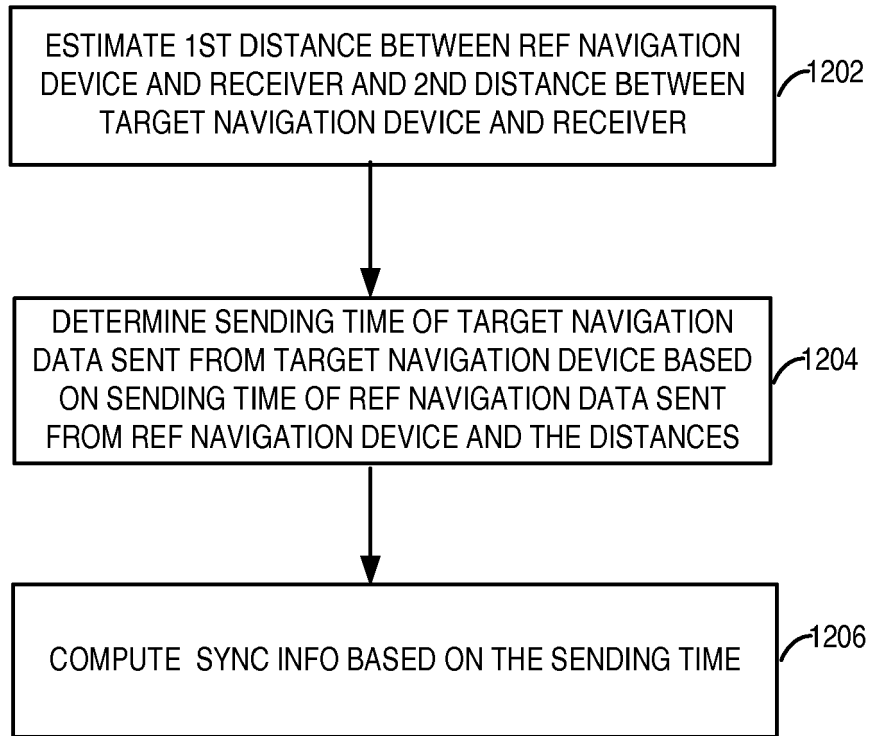 ESTIMATE 1ST DISTANCE BETWEEN REF NAVIGATION
DEVICE AND RECEIVER AND 2ND DISTANCE BETWEEN
TARGET NAVIGATION DEVICE AND RECEIVER
1202
DETERMINE SENDING TIME OF TARGET NAVIGATION
DATA SENT FROM TARGET NAVIGATION DEVICE BASED
ON SENDING TIME OF REF NAVIGATION DATA SENT
FROM REF NAVIGATION DEVICE AND THE DISTANCES
1204
COMPUTE SYNC INFO BASED ON THE SENDING TIME
1206